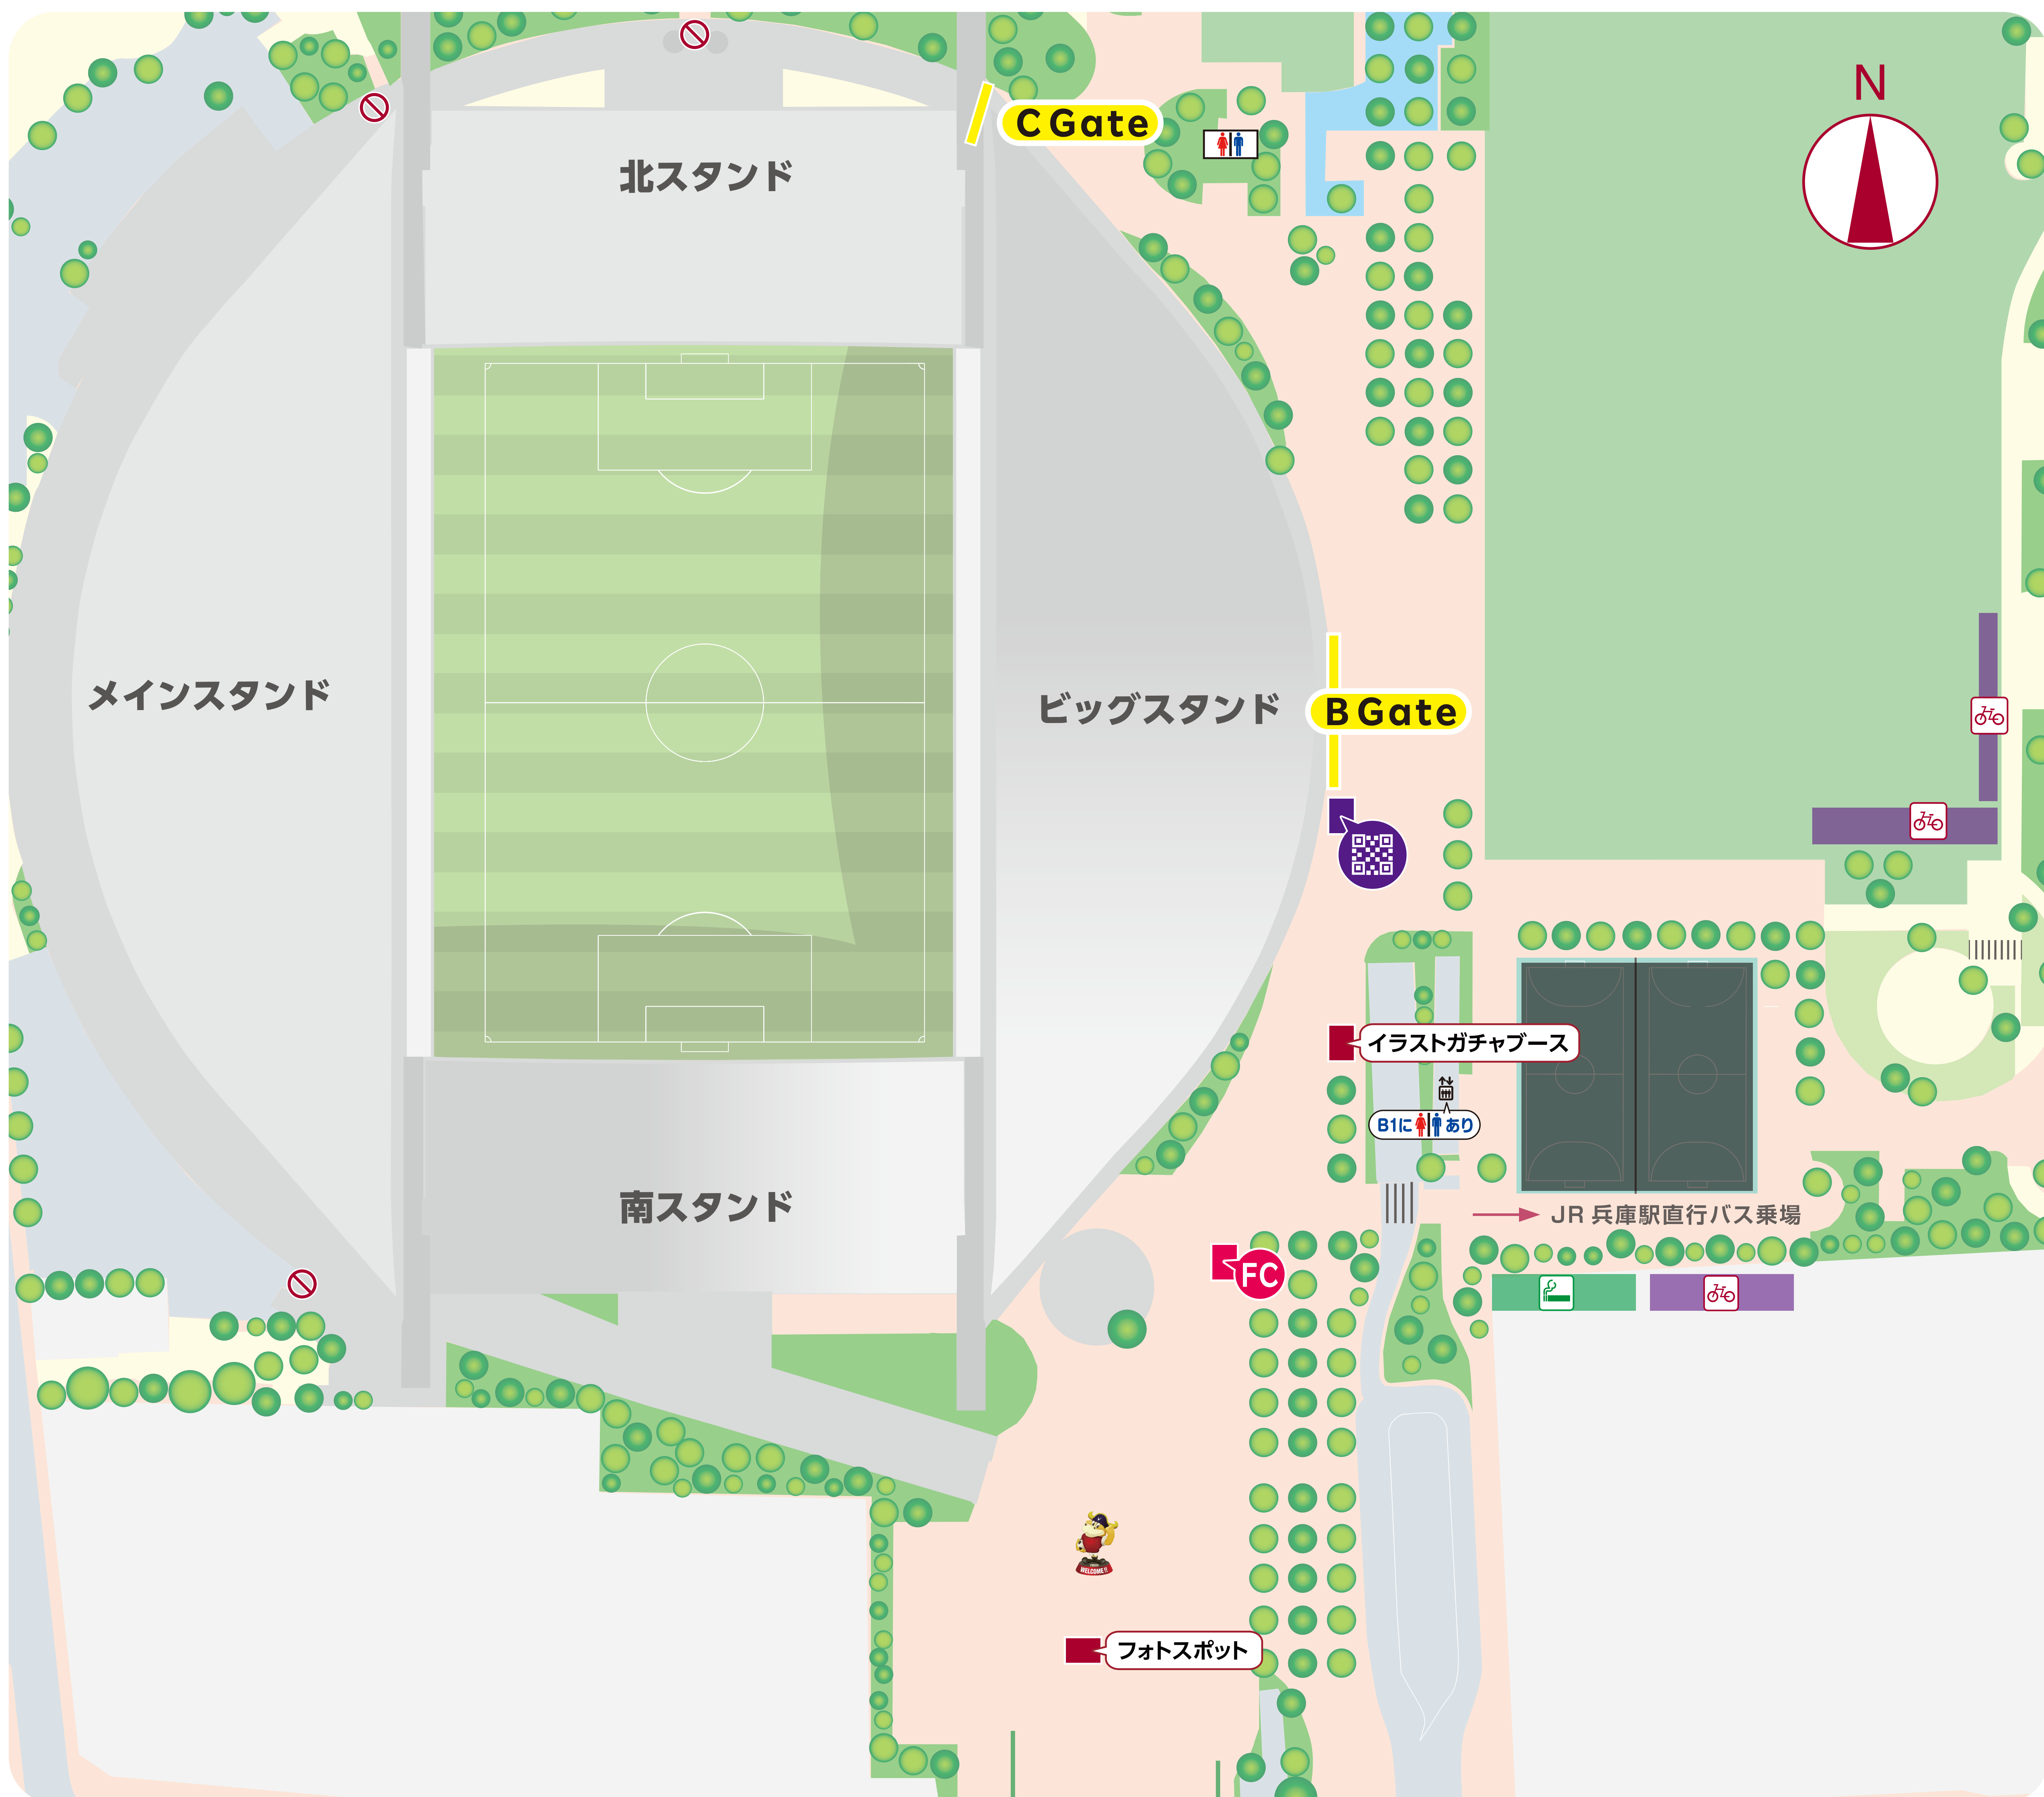 N
C Gate
北スタンド
メインスタンド
ビッグスタンド
B Gate
イラストガチャブース
B1に
あり
南スタンド
JR 兵庫駅直行バス乗場
FC
WELCOME!!
フォトスポット